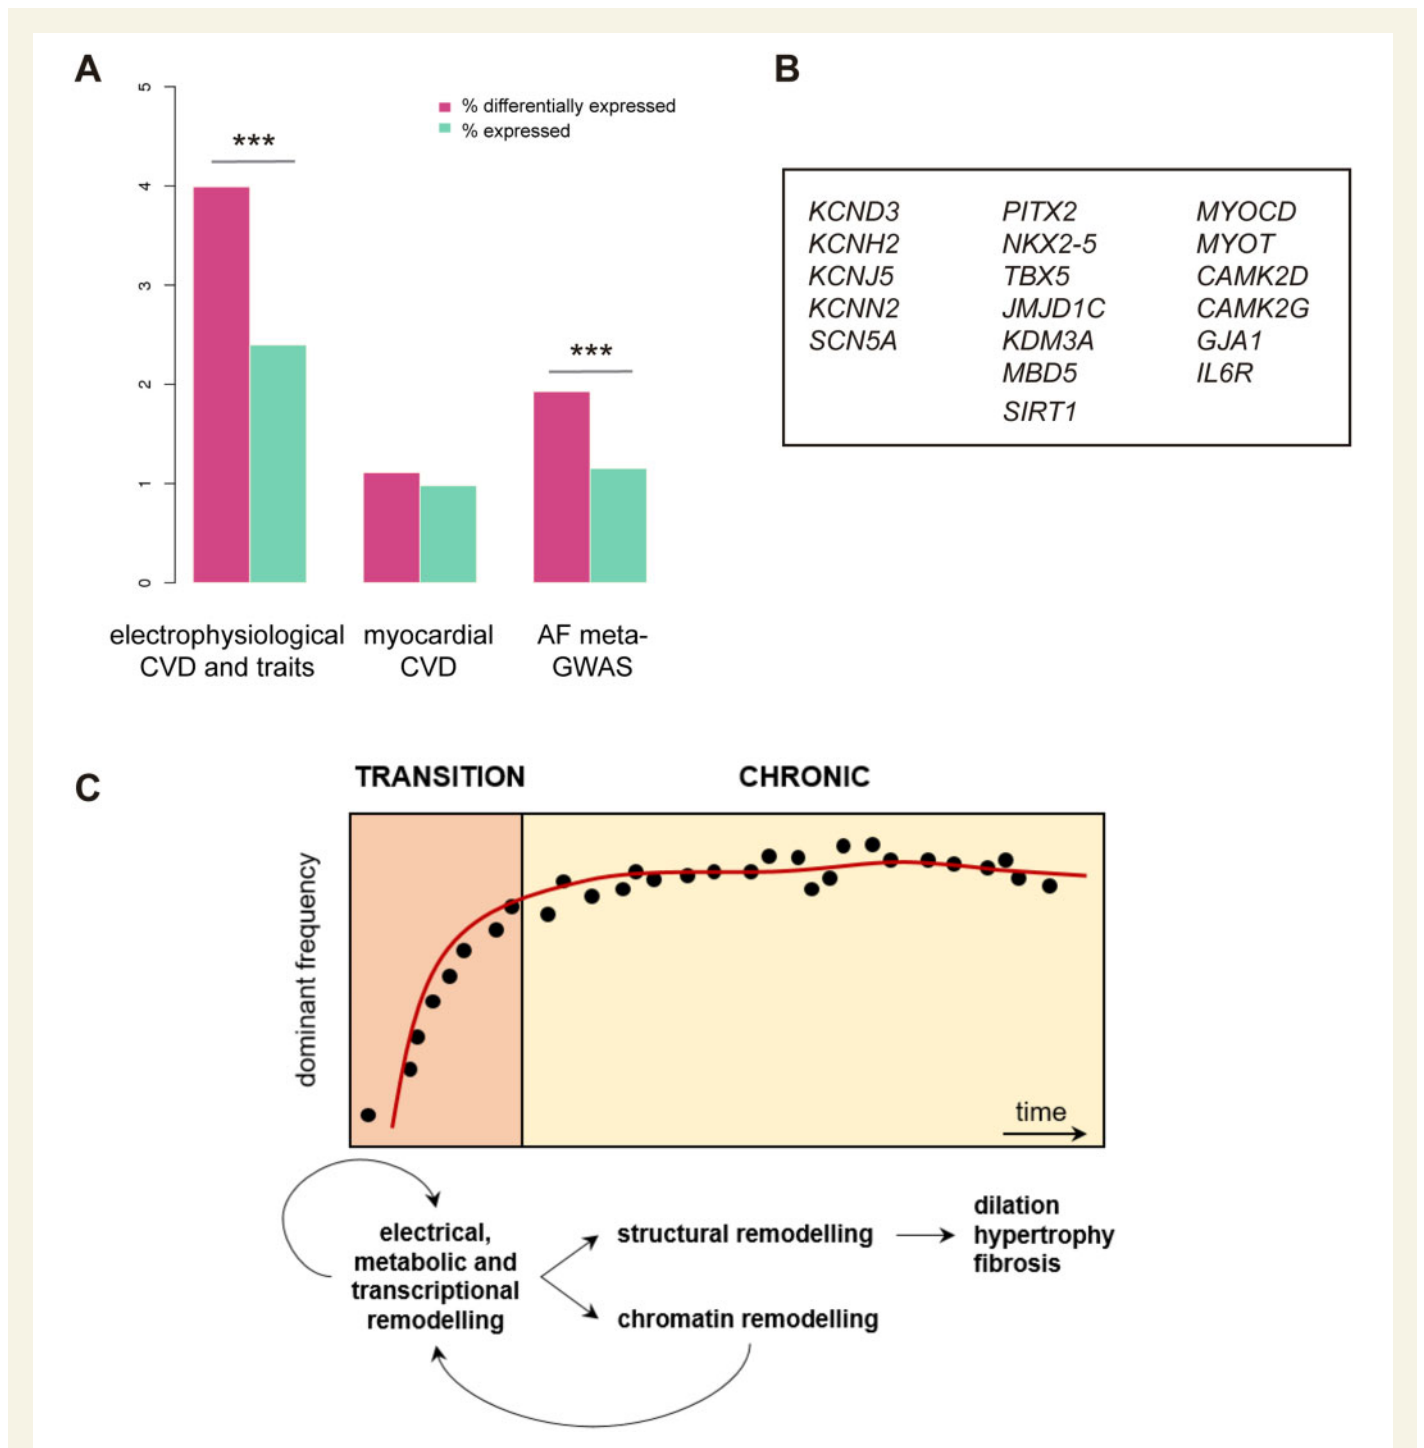 A
5
4
3
2
1
0
% differentially expressed
% expressed
***
***
electrophysiological
CVD and traits
myocardial
CVD
AF meta-
GWAS
B
KCND3
KCNH2
KCNJ5
KCNN2
SCN5A
PITX2
NKX2-5
TBX5
JMJD1C
KDM3A
MBD5
SIRT1
MYOCD
MYOT
CAMK2D
CAMK2G
GJA1
IL6R
C
TRANSITION
CHRONIC
dominant frequency
time
electrical,
metabolic and
transcriptional
remodelling
structural remodelling
chromatin remodelling
dilation
hypertrophy
fibrosis